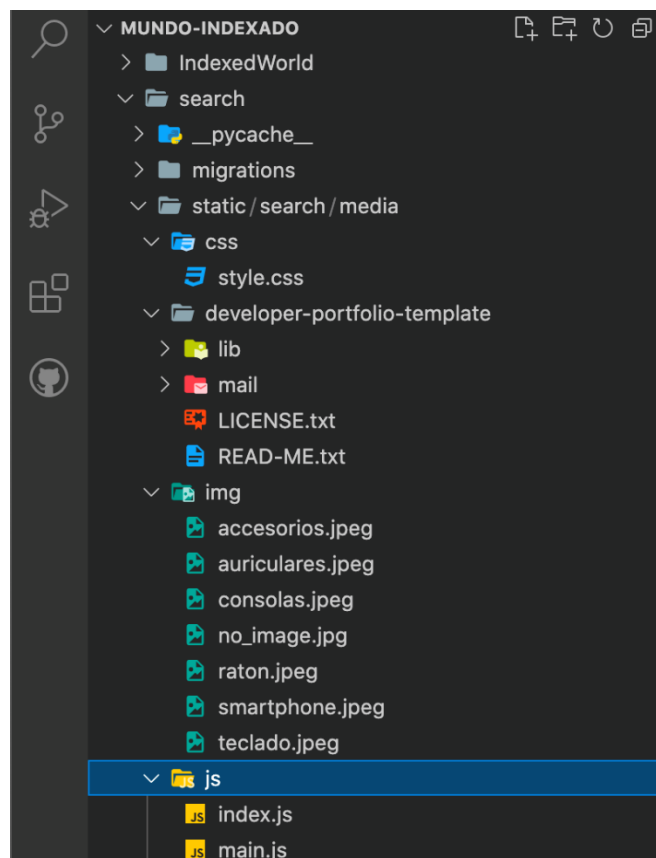 MUNDO-INDEXADO
IndexedWorld
search
__pycache__
migrations
static/search/media
css
style.css
developer-portfolio-template
lib
mail
LICENSE.txt
READ-ME.txt
img
accesorios.jpeg
auriculares.jpeg
consolas.jpeg
no_image.jpg
raton.jpeg
smartphone.jpeg
teclado.jpeg
js
JS index.js
JS main.js